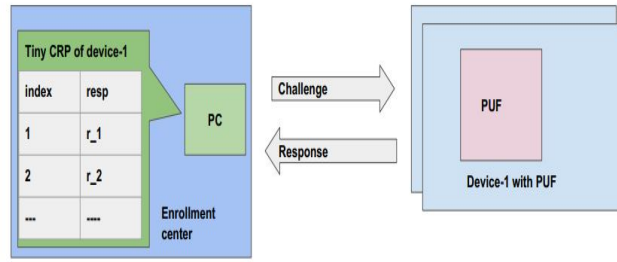 Tiny CRP of device-1
index resp
1 r_1
2 r_2
--- ----
PC
Enrollment
center
Challenge
Response
PUF
Device-1 with PUF